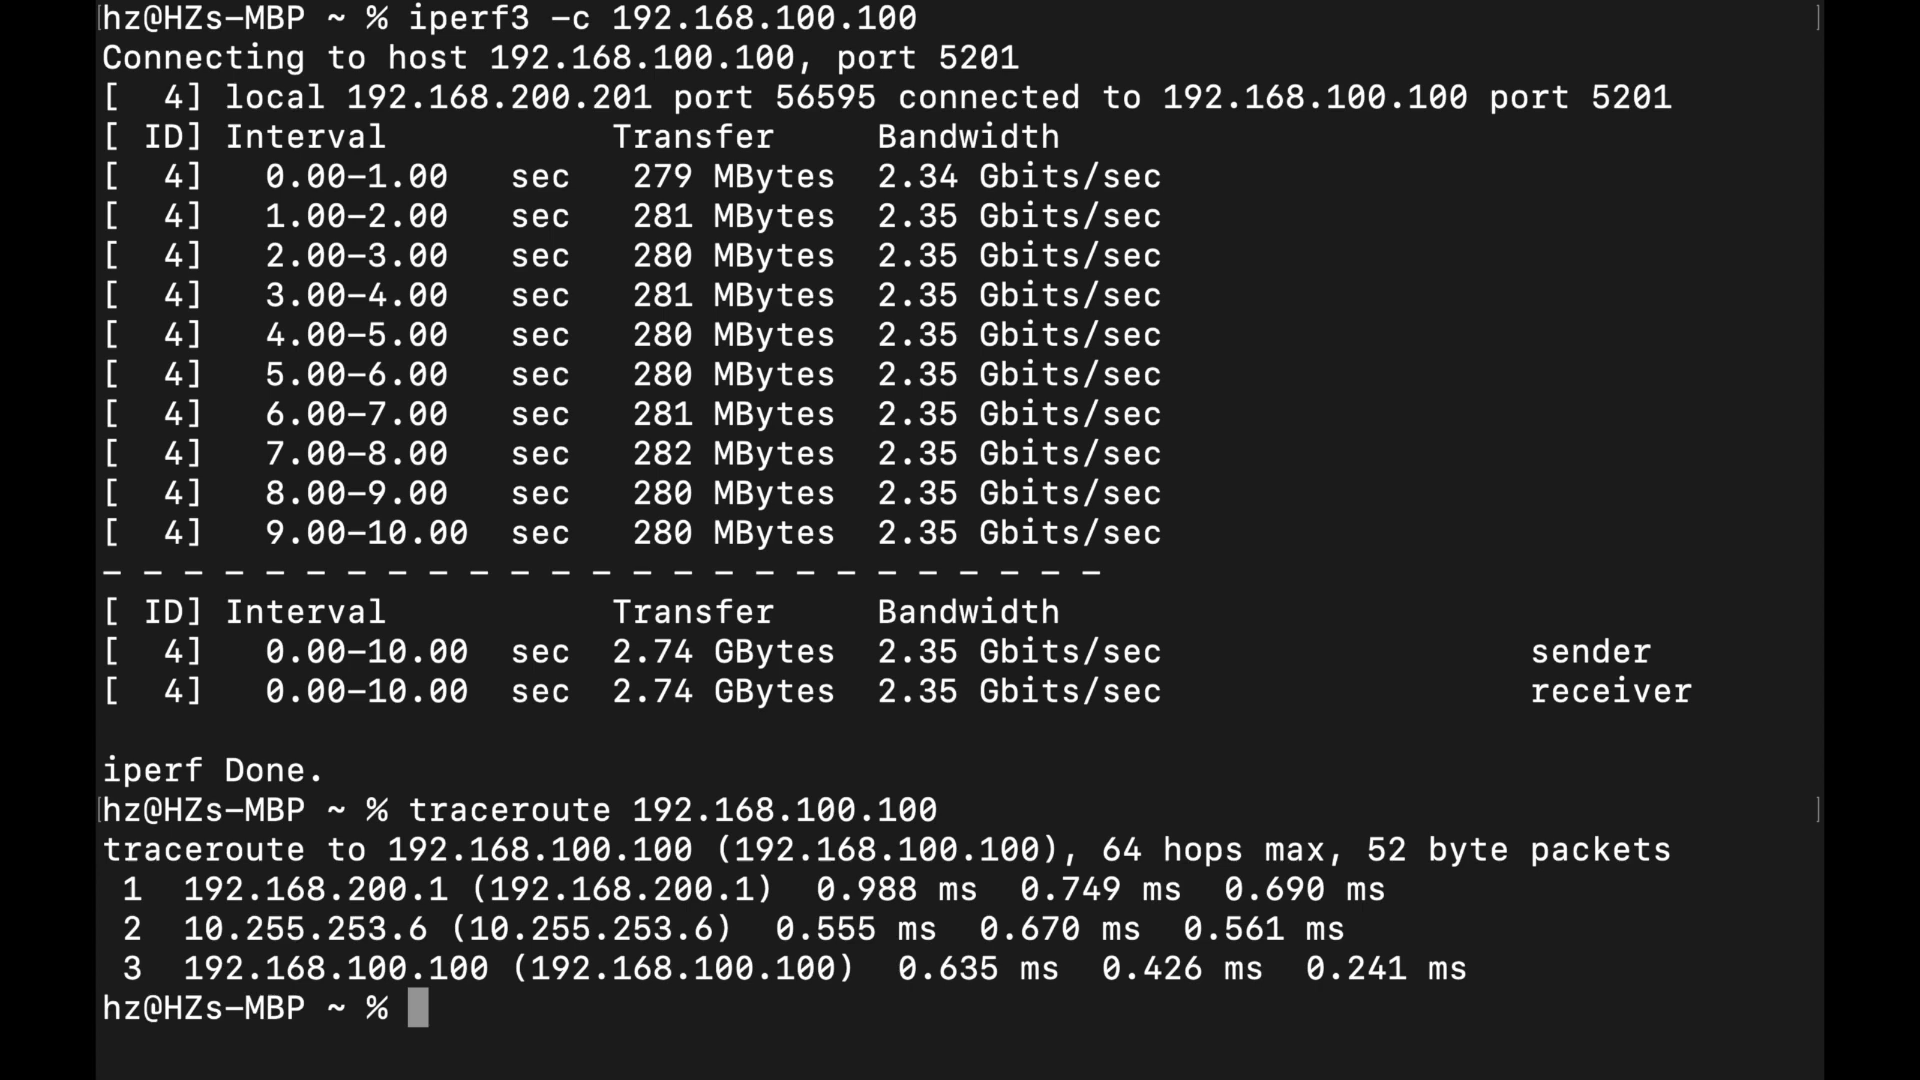 hz@HZs-MBP ~ % iperf3 -c 192.168.100.100
Connecting to host 192.168.100.100, port 5201
[  4] local 192.168.200.201 port 56595 connected to 192.168.100.100 port 5201
[ ID] Interval           Transfer     Bandwidth
[  4]   0.00-1.00   sec   279 MBytes  2.34 Gbits/sec
[  4]   1.00-2.00   sec   281 MBytes  2.35 Gbits/sec
[  4]   2.00-3.00   sec   280 MBytes  2.35 Gbits/sec
[  4]   3.00-4.00   sec   281 MBytes  2.35 Gbits/sec
[  4]   4.00-5.00   sec   280 MBytes  2.35 Gbits/sec
[  4]   5.00-6.00   sec   280 MBytes  2.35 Gbits/sec
[  4]   6.00-7.00   sec   281 MBytes  2.35 Gbits/sec
[  4]   7.00-8.00   sec   282 MBytes  2.35 Gbits/sec
[  4]   8.00-9.00   sec   280 MBytes  2.35 Gbits/sec
[  4]   9.00-10.00  sec   280 MBytes  2.35 Gbits/sec
- - - - - - - - - - - - - - - - - - - - - - - - -
[ ID] Interval           Transfer     Bandwidth
[  4]   0.00-10.00  sec  2.74 GBytes  2.35 Gbits/sec                  sender
[  4]   0.00-10.00  sec  2.74 GBytes  2.35 Gbits/sec                  receiver

iperf Done.
hz@HZs-MBP ~ % traceroute 192.168.100.100
traceroute to 192.168.100.100 (192.168.100.100), 64 hops max, 52 byte packets
 1  192.168.200.1 (192.168.200.1)  0.988 ms  0.749 ms  0.690 ms
 2  10.255.253.6 (10.255.253.6)  0.555 ms  0.670 ms  0.561 ms
 3  192.168.100.100 (192.168.100.100)  0.635 ms  0.426 ms  0.241 ms
hz@HZs-MBP ~ %